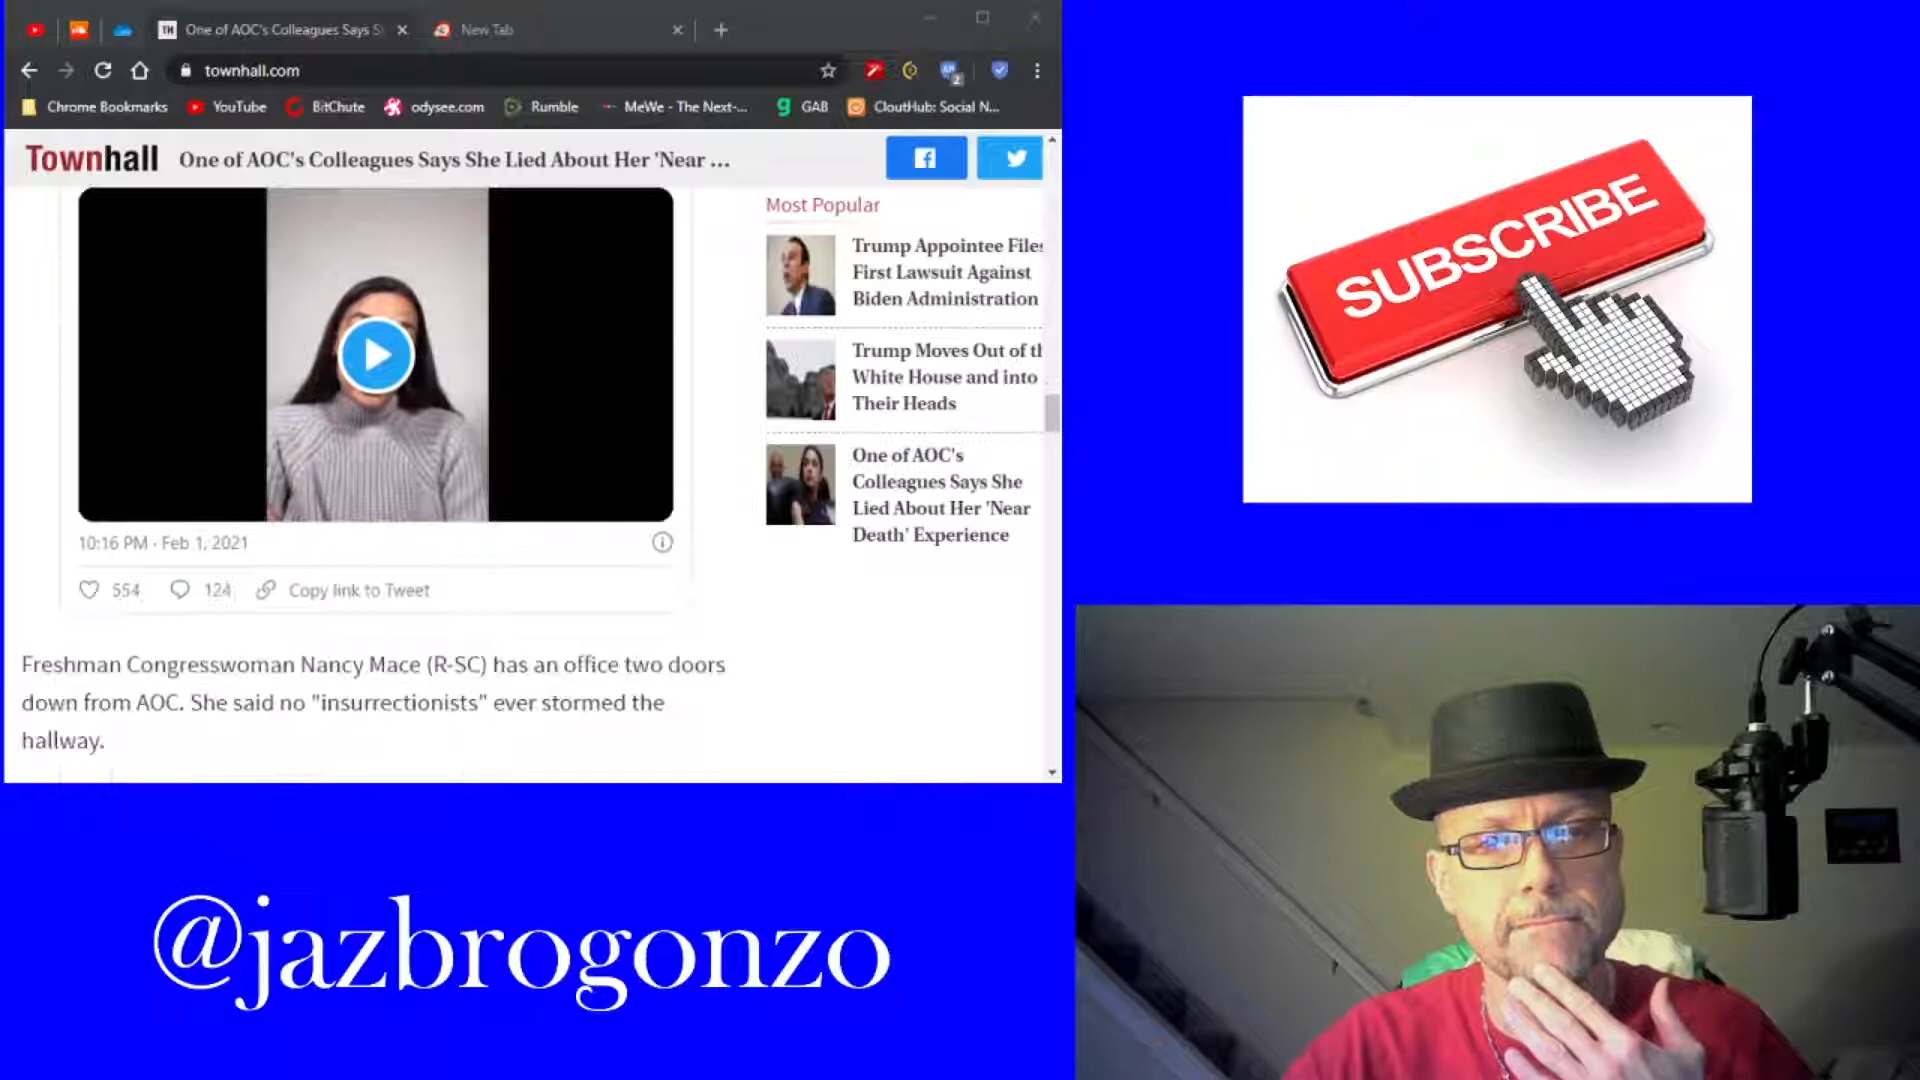 One of AOC's Colleagues Says S
New Tab
townhall.com
2
Chrome Bookmarks
YouTube
BitChute
odysee.com
Rumble
MeWe - The Next-...
GAB
CloutHub: Social N...
Townhall
One of AOC's Colleagues Says She Lied About Her 'Near ...
10:16 PM · Feb 1, 2021
554
124
Copy link to Tweet
Freshman Congresswoman Nancy Mace (R-SC) has an office two doors
down from AOC. She said no "insurrectionists" ever stormed the
hallway.
Most Popular
Trump Appointee Files
First Lawsuit Against
Biden Administration
Trump Moves Out of th
White House and into
Their Heads
One of AOC's
Colleagues Says She
Lied About Her 'Near
Death' Experience
SUBSCRIBE
@jazbrogonzo